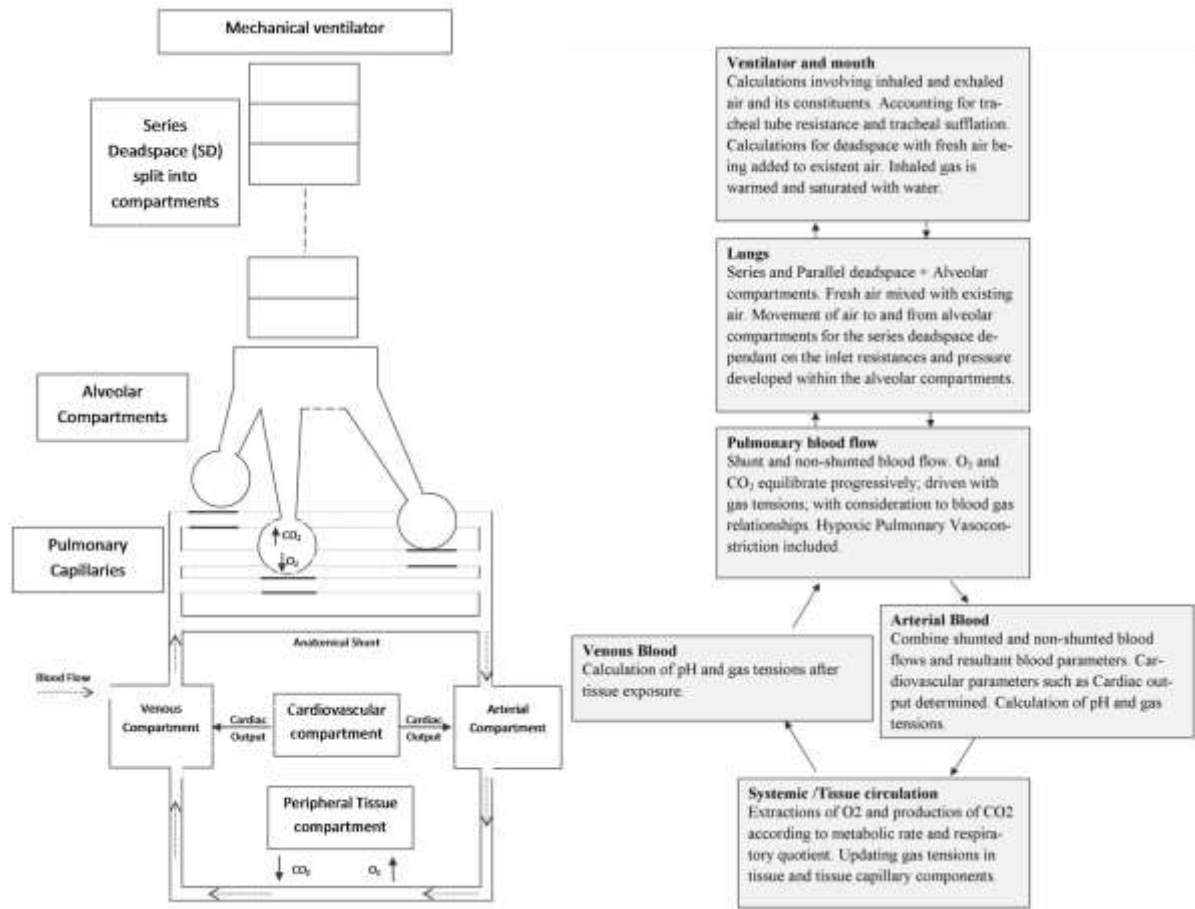 Mechanical ventilator
Series
Deadspace (SD)
split into
compartments
Alveolar
Compartments
CO₂
O₂
Pulmonary
Capillaries
Anatomical Shunt
Blood Flow
Venous
Compartment
Cardiac
Output
Cardiovascular
compartment
Cardiac
Output
Arterial
Compartment
Peripheral Tissue
compartment
CO₂
O₂
Ventilator and mouth
Calculations involving inhaled and exhaled
air and its constituents. Accounting for tra-
cheal tube resistance and tracheal sufflation.
Calculations for deadspace with fresh air be-
ing added to existent air. Inhaled gas is
warmed and saturated with water.
Lungs
Series and Parallel deadspace + Alveolar
compartments. Fresh air mixed with existing
air. Movement of air to and from alveolar
compartments for the series deadspace de-
pendant on the inlet resistances and pressure
developed within the alveolar compartments.
Pulmonary blood flow
Shunt and non-shunted blood flow. O₂ and
CO₂ equilibrate progressively; driven with
gas tensions; with consideration to blood gas
relationships. Hypoxic Pulmonary Vasocon-
striction included.
Venous Blood
Calculation of pH and gas tensions after
tissue exposure.
Arterial Blood
Combine shunted and non-shunted blood
flows and resultant blood parameters. Car-
diovascular parameters such as Cardiac out-
put determined. Calculation of pH and gas
tensions.
Systemic /Tissue circulation
Extractions of O2 and production of CO2
according to metabolic rate and respira-
tory quotient. Updating gas tensions in
tissue and tissue capillary components.